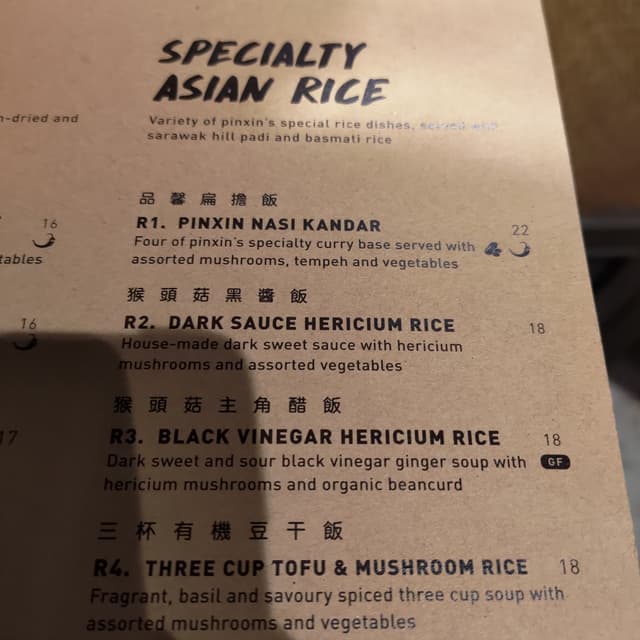 SPECIALTY
ASIAN RICE
n-dried and
Variety of pinxin's special rice dishes, served with
sarawak hill padi and basmati rice
品馨扁擔飯
16
R1. PINXIN NASI KANDAR
22
Four of pinxin's specialty curry base served with
tables
assorted mushrooms, tempeh and vegetables
猴頭菇黑醬飯
16
R2. DARK SAUCE HERICIUM RICE
18
House-made dark sweet sauce with hericium
mushrooms and assorted vegetables
猴頭菇主角醋飯
17
R3. BLACK VINEGAR HERICIUM RICE
18
Dark sweet and sour black vinegar ginger soup with
GF
hericium mushrooms and organic beancurd
三杯有機豆干飯
R4. THREE CUP TOFU & MUSHROOM RICE
18
Fragrant, basil and savoury spiced three cup soup with
assorted mushrooms and vegetables